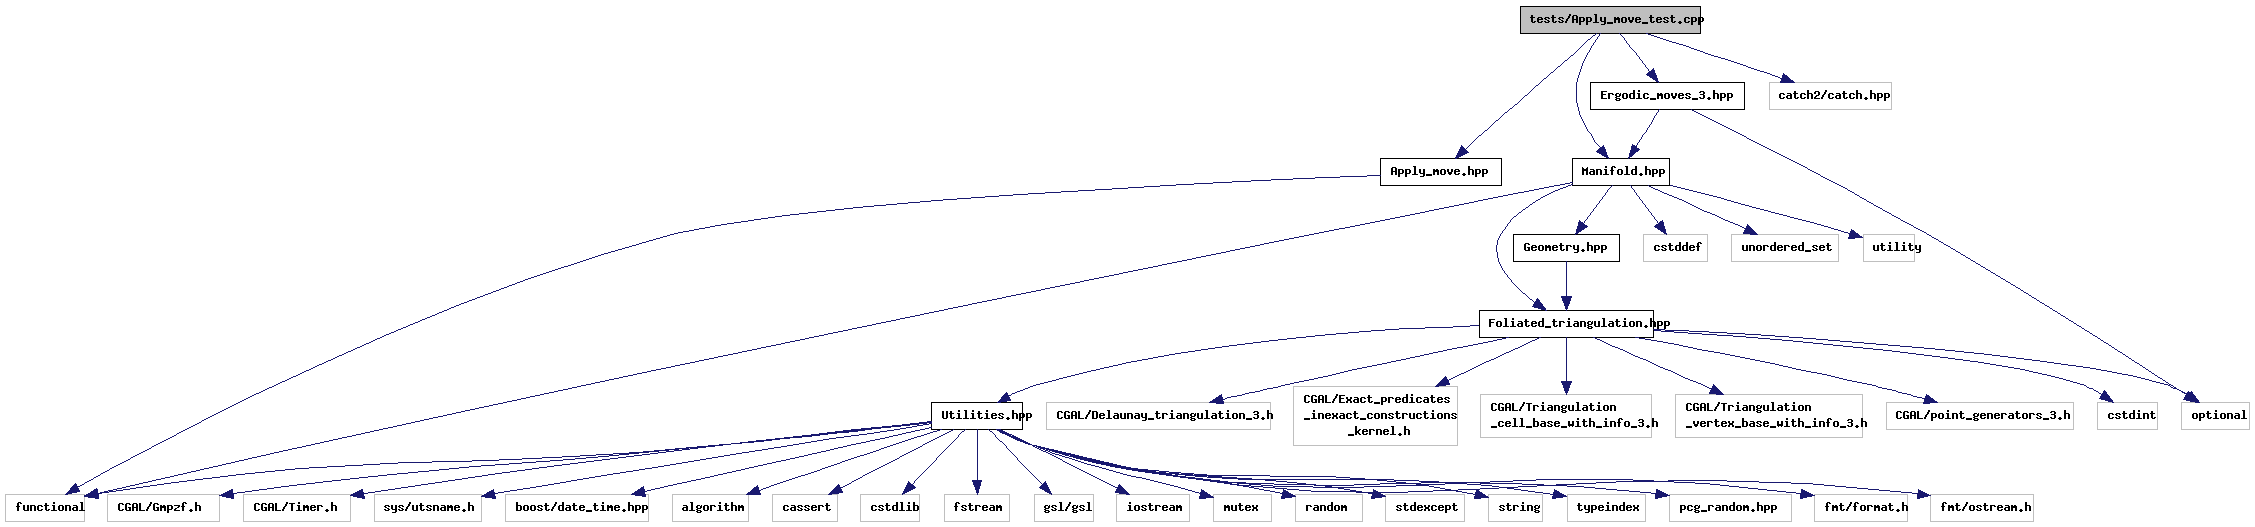 tests/Apply_move_test.cpp
Ergodic_moves_3.hpp
catch2/catch.hpp
Apply_move.hpp
Manifold.hpp
Geometry.hpp
cstddef
unordered_set
utility
Foliated_triangulation.hpp
Utilities.hpp
CGAL/Delaunay_triangulation_3.h
CGAL/Exact_predicates
_inexact_constructions
_kernel.h
CGAL/Triangulation
_cell_base_with_info_3.h
CGAL/Triangulation
_vertex_base_with_info_3.h
CGAL/point_generators_3.h
cstdint
optional
functional
CGAL/Gmpzf.h
CGAL/Timer.h
sys/utsname.h
boost/date_time.hpp
algorithm
cassert
cstdlib
fstream
gsl/gsl
iostream
mutex
random
stdexcept
string
typeindex
pcg_random.hpp
fmt/format.h
fmt/ostream.h